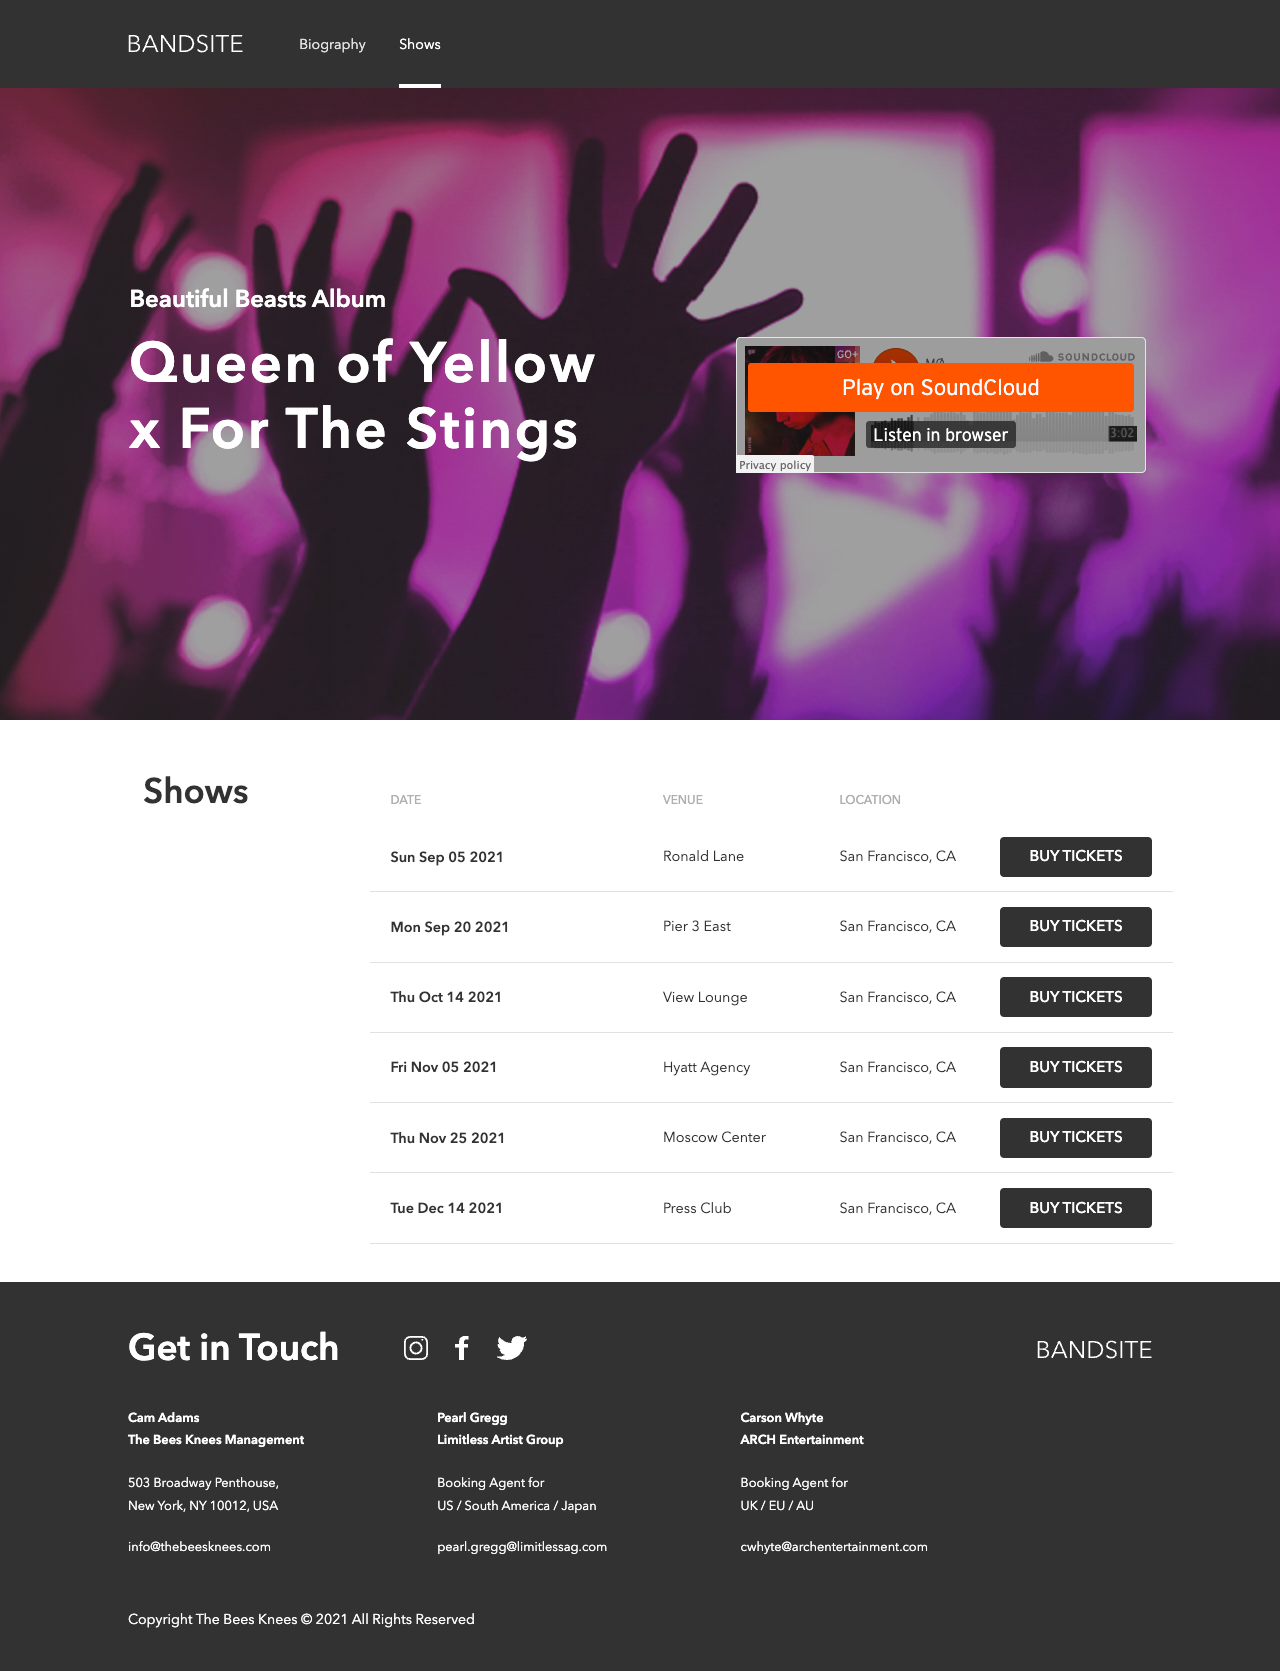 BANDSITE
Biography
Shows
Beautiful Beasts Album
Queen of Yellow
x For The Stings
GO+
MØ
SOUNDCLOUD
Play on SoundCloud
Listen in browser
3:02
Privacy policy
Shows
DATE VENUE LOCATION
Sun Sep 05 2021 Ronald Lane San Francisco, CA BUY TICKETS
Mon Sep 20 2021 Pier 3 East San Francisco, CA BUY TICKETS
Thu Oct 14 2021 View Lounge San Francisco, CA BUY TICKETS
Fri Nov 05 2021 Hyatt Agency San Francisco, CA BUY TICKETS
Thu Nov 25 2021 Moscow Center San Francisco, CA BUY TICKETS
Tue Dec 14 2021 Press Club San Francisco, CA BUY TICKETS
Get in Touch
BANDSITE
Cam Adams
The Bees Knees Management
503 Broadway Penthouse,
New York, NY 10012, USA
info@thebeesknees.com
Pearl Gregg
Limitless Artist Group
Booking Agent for
US / South America / Japan
pearl.gregg@limitlessag.com
Carson Whyte
ARCH Entertainment
Booking Agent for
UK / EU / AU
cwhyte@archentertainment.com
Copyright The Bees Knees © 2021 All Rights Reserved